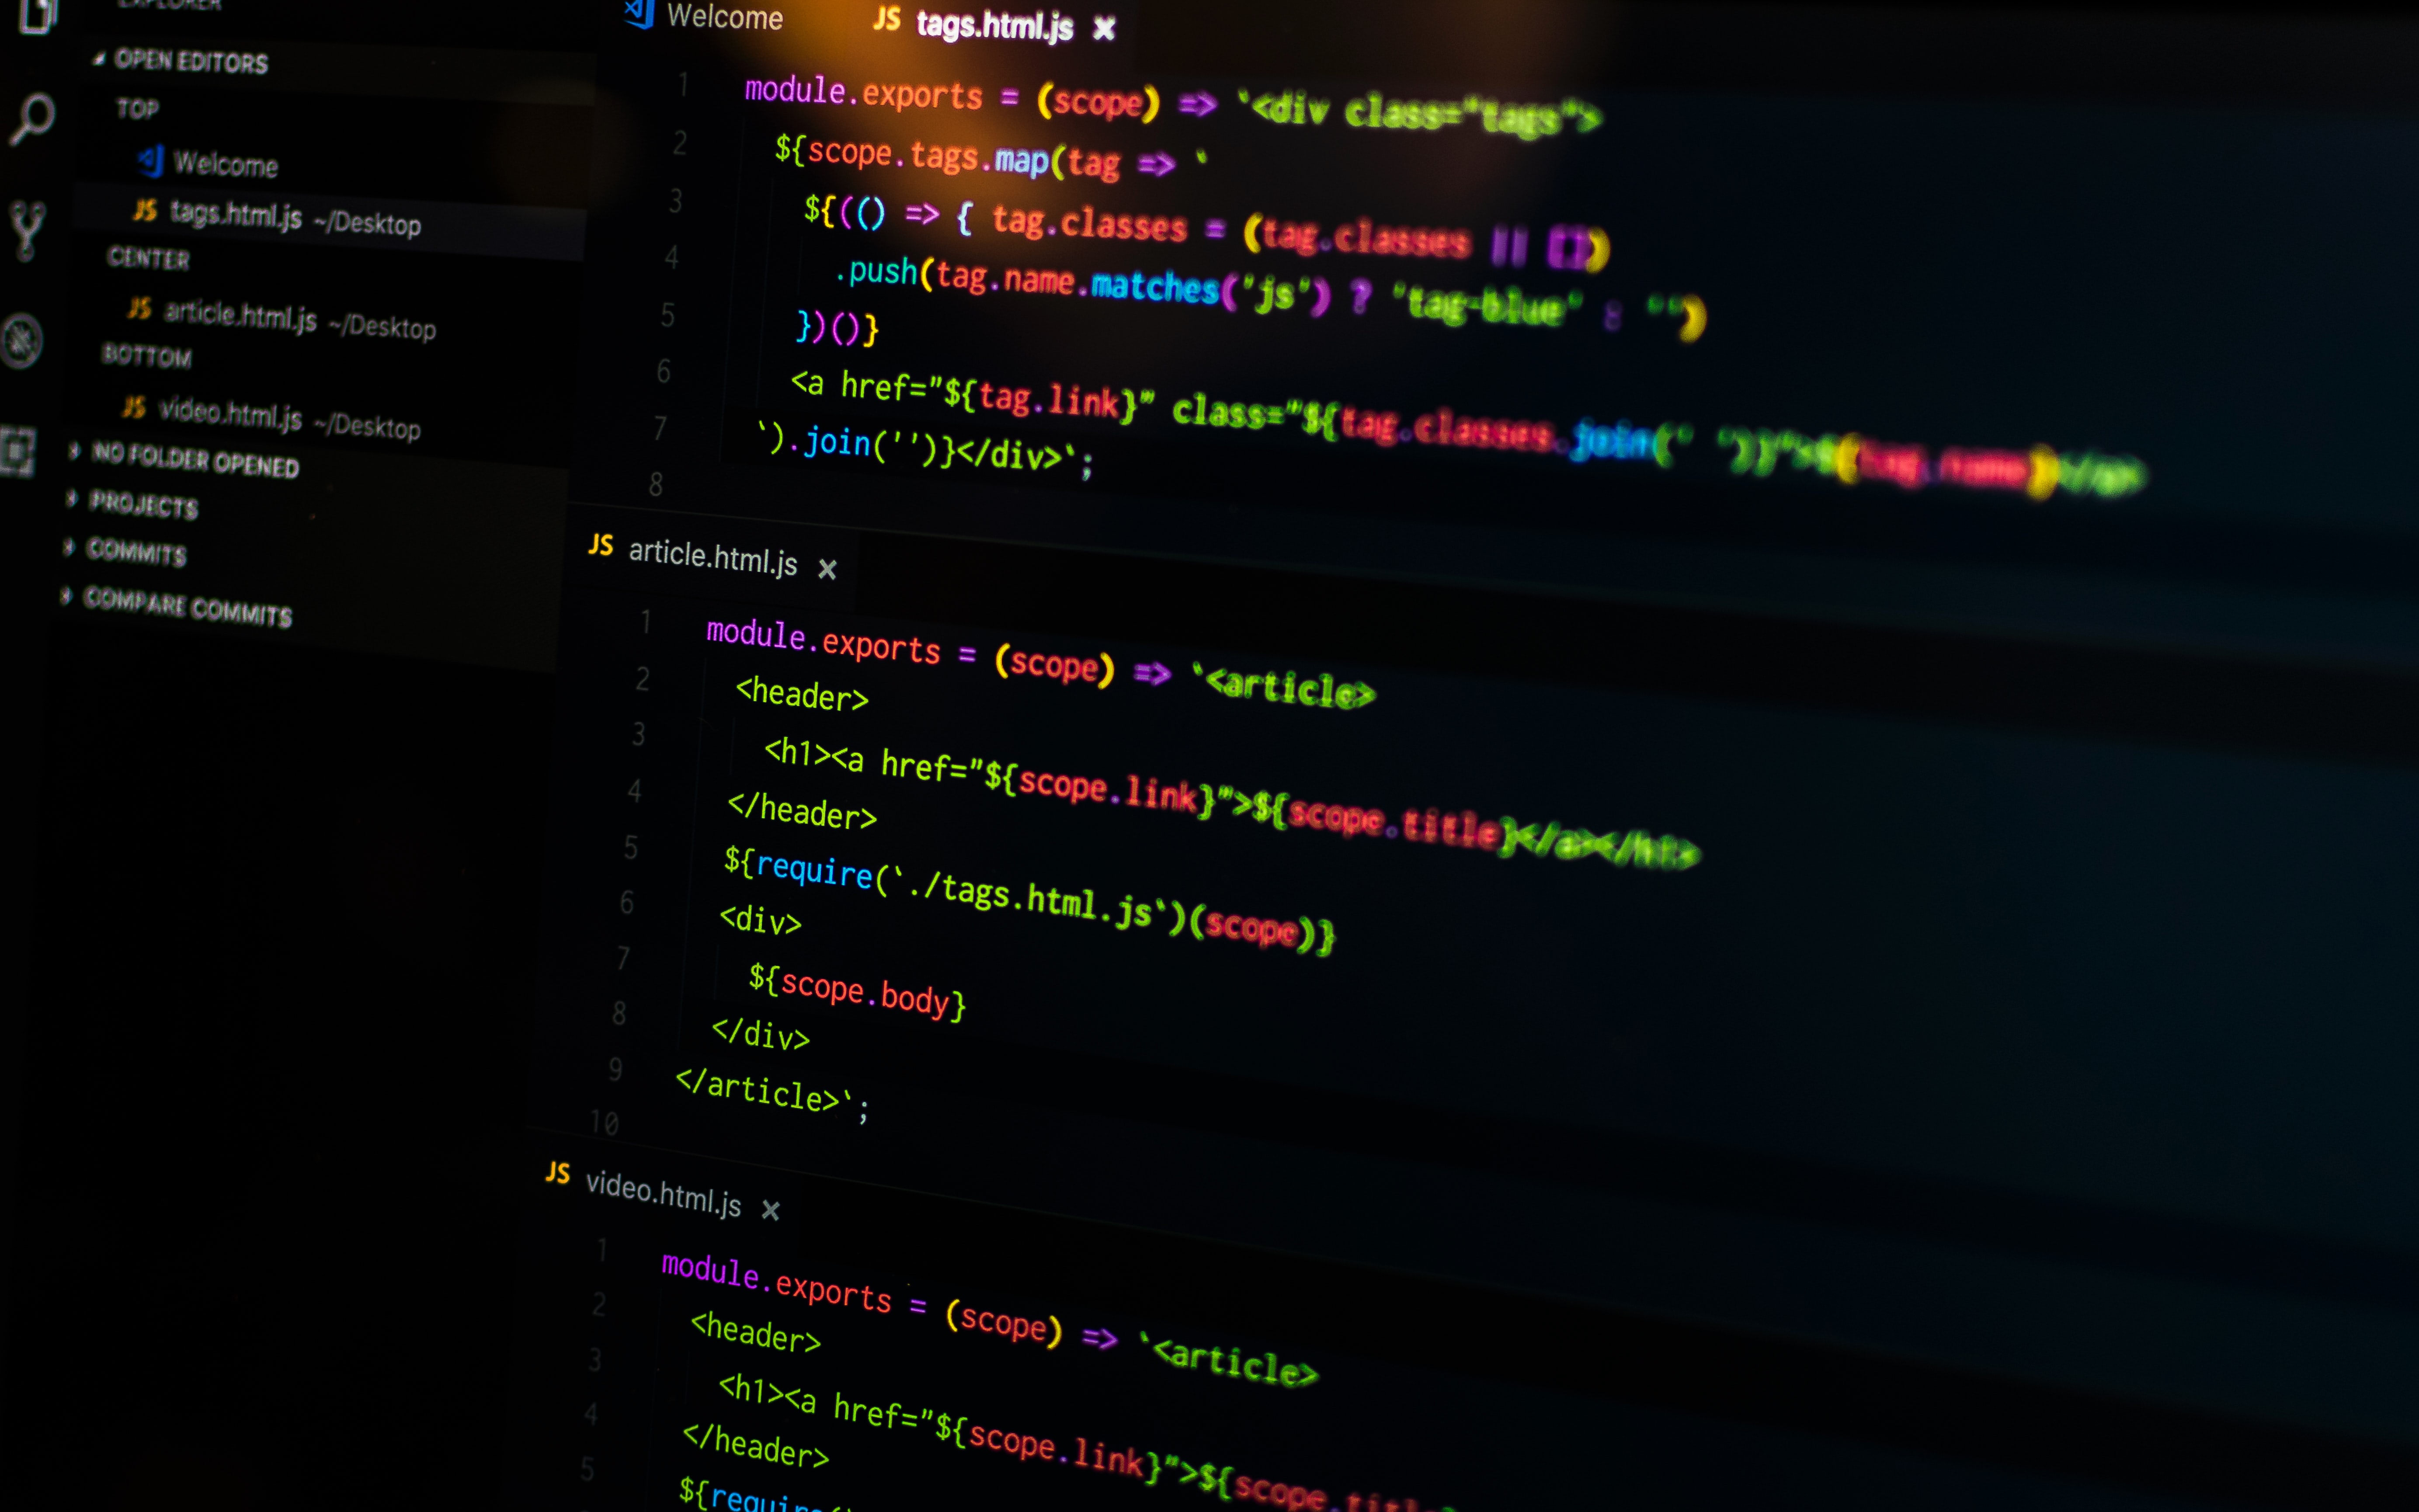 EXPLORER
OPEN EDITORS
TOP
Welcome
tags.html.js ~/Desktop
CENTER
article.html.js ~/Desktop
BOTTOM
video.html.js ~/Desktop
NO FOLDER OPENED
PROJECTS
COMMITS
COMPARE COMMITS
Welcome JS tags.html.js ×
1 module.exports = (scope) => `<div class="tags">
2 ${scope.tags.map(tag => `
3 ${(() => { tag.classes = (tag.classes || [])
4 .push(tag.name.matches('js') ? 'tag-blue' : '')
5 })()}
6 <a href="${tag.link}" class="${tag.classes.join(' ')}">${tag.name}</a>
7 `).join('')}</div>`;
8
JS article.html.js ×
1 module.exports = (scope) => `<article>
2 <header>
3 <h1><a href="${scope.link}">${scope.title}</a></h1>
4 </header>
5 ${require(`./tags.html.js`)(scope)}
6 <div>
7 ${scope.body}
8 </div>
9 </article>`;
10
JS video.html.js ×
1 module.exports = (scope) => `<article>
2 <header>
3 <h1><a href="${scope.link}">${scope.title
4 </header>
5 ${require(`